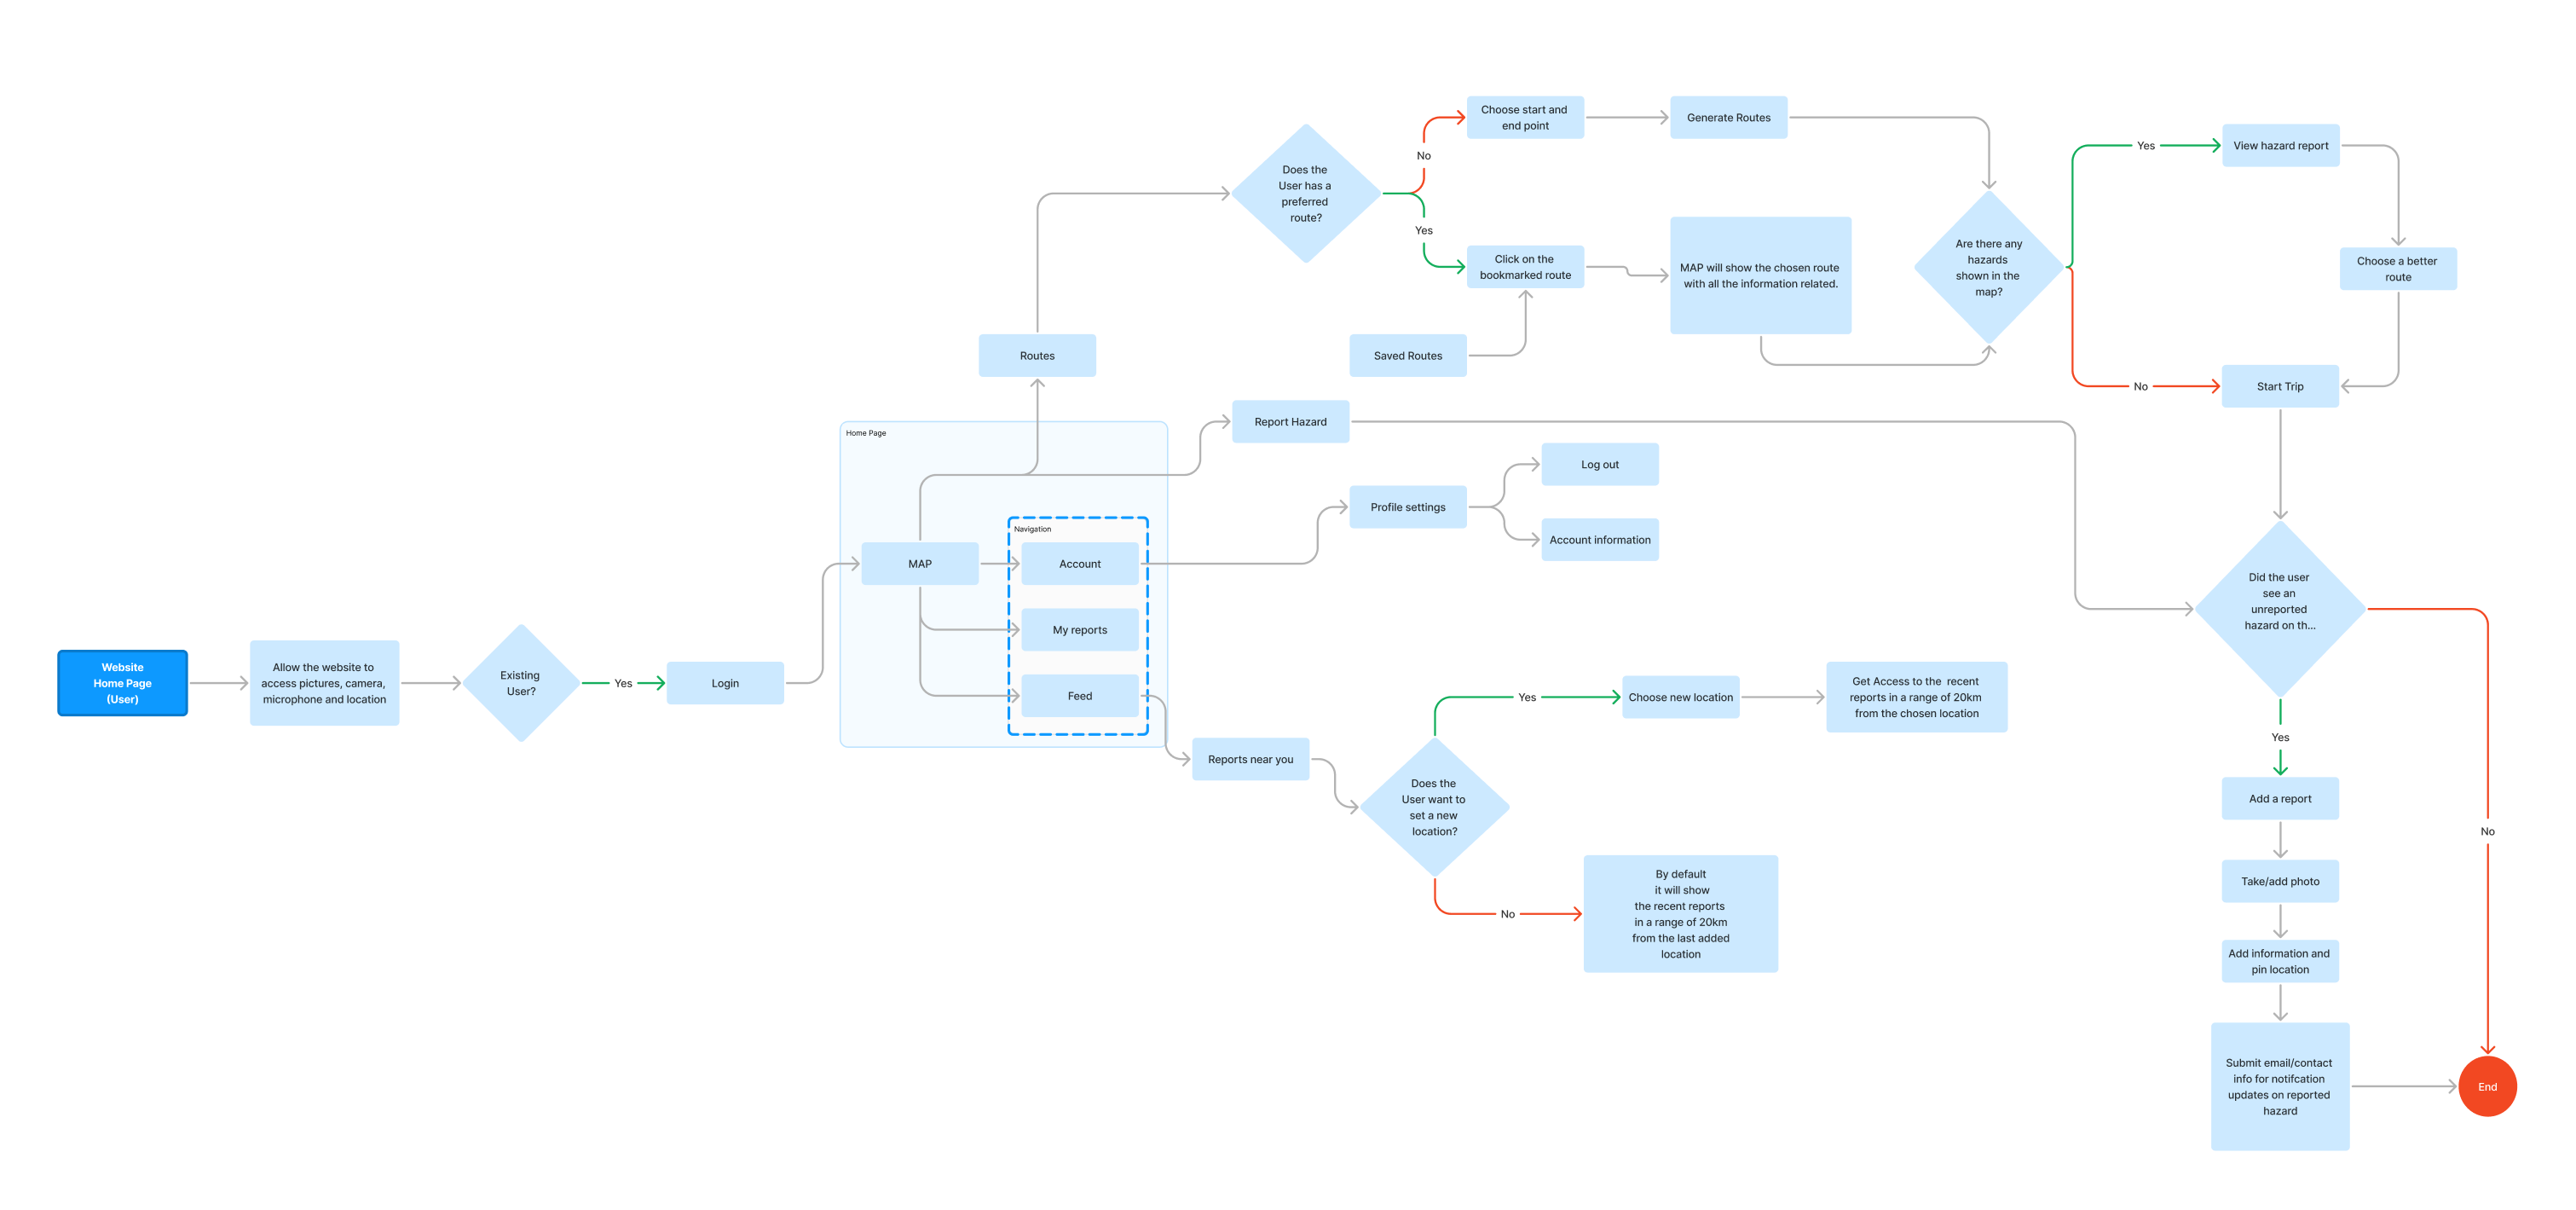 Website
Home Page
(User)
Allow the website to
access pictures, camera,
microphone and location
Existing
User?
Yes
Login
Home Page
MAP
Navigation
Account
My reports
Feed
Routes
Does the
User has a
preferred
route?
No
Choose start and
end point
Generate Routes
Yes
Click on the
bookmarked route
MAP will show the chosen route
with all the information related.
Saved Routes
Are there any
hazards
shown in the
map?
Yes
View hazard report
Choose a better
route
No
Start Trip
Report Hazard
Profile settings
Log out
Account information
Reports near you
Does the
User want to
set a new
location?
Yes
Choose new location
Get Access to the recent
reports in a range of 20km
from the chosen location
No
By default
it will show
the recent reports
in a range of 20km
from the last added
location
Did the user
see an
unreported
hazard on th...
Yes
Add a report
Take/add photo
Add information and
pin location
Submit email/contact
info for notifcation
updates on reported
hazard
No
End